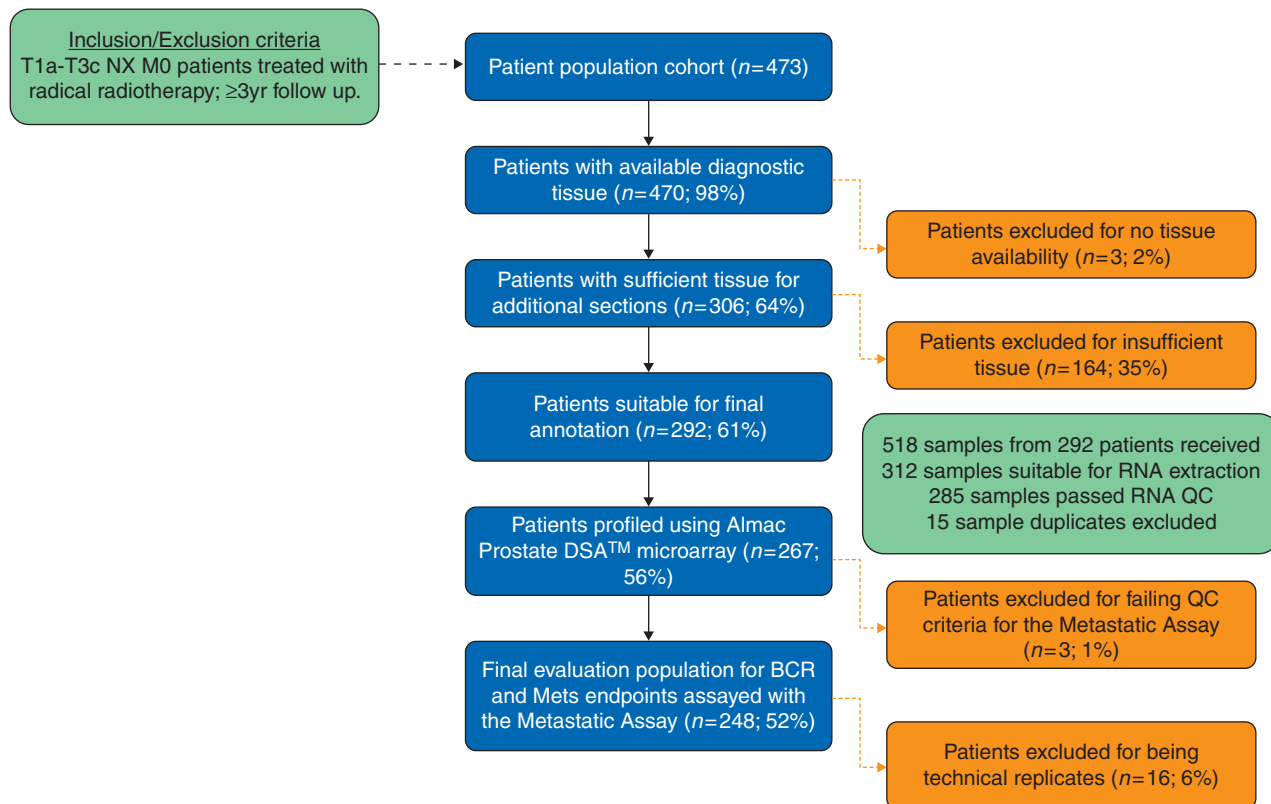 Inclusion/Exclusion criteria
T1a-T3c NX M0 patients treated with
radical radiotherapy; ≥3yr follow up.
Patient population cohort (n=473)
Patients with available diagnostic
tissue (n=470; 98%)
Patients excluded for no tissue
availability (n=3; 2%)
Patients with sufficient tissue for
additional sections (n=306; 64%)
Patients excluded for insufficient
tissue (n=164; 35%)
Patients suitable for final
annotation (n=292; 61%)
518 samples from 292 patients received
312 samples suitable for RNA extraction
285 samples passed RNA QC
15 sample duplicates excluded
Patients profiled using Almac
Prostate DSA™ microarray (n=267;
56%)
Patients excluded for failing QC
criteria for the Metastatic Assay
(n=3; 1%)
Final evaluation population for BCR
and Mets endpoints assayed with
the Metastatic Assay (n=248; 52%)
Patients excluded for being
technical replicates (n=16; 6%)